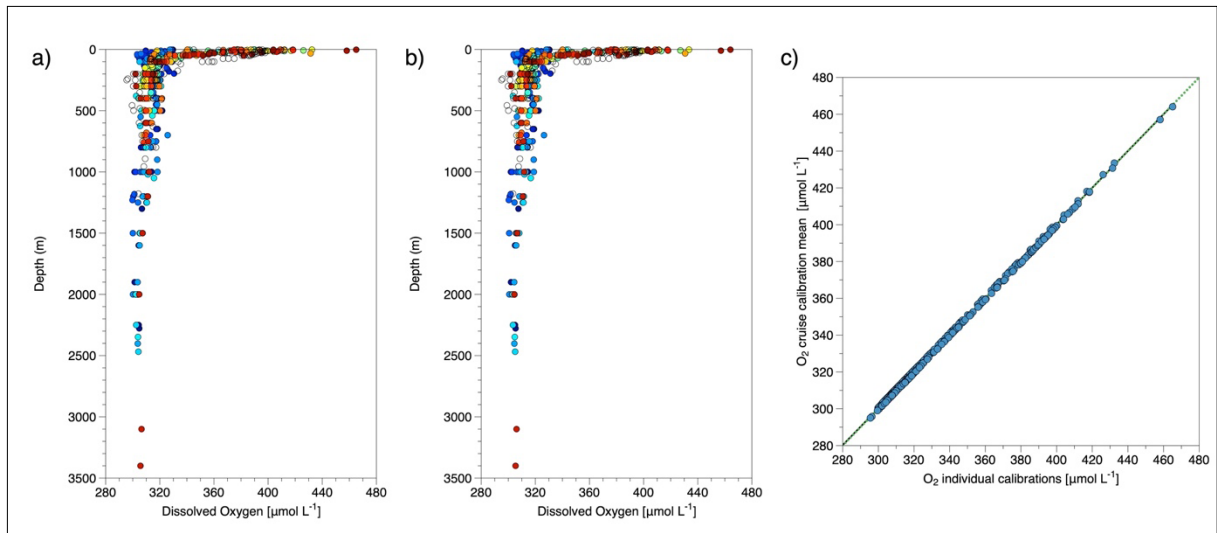 a)
0
500
1000
1500
2000
2500
3000
3500
Depth (m)
280 320 360 400 440 480
Dissolved Oxygen [µmol L⁻¹]
b)
0
500
1000
1500
2000
2500
3000
3500
Depth (m)
280 320 360 400 440 480
Dissolved Oxygen [µmol L⁻¹]
c)
480
460
440
420
400
380
360
340
320
300
280
O₂ cruise calibration mean [µmol L⁻¹]
280 300 320 340 360 380 400 420 440 460 480
O₂ individual calibrations [µmol L⁻¹]